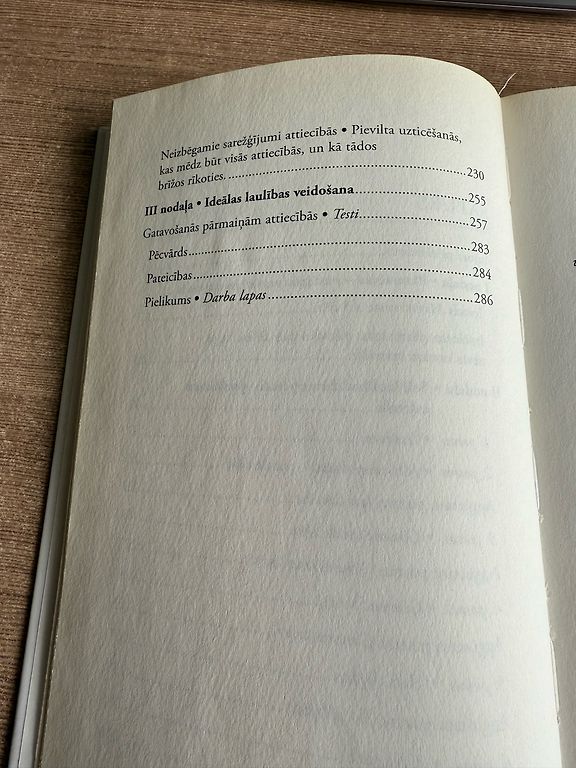 Neizbēgamie sarežģījumi attiecībās • Pievilta uzticēšanās,
kas mēdz būt visās attiecībās, un kā tādos
brīžos rīkoties. ........................................................ 230
III nodaļa • Ideālas laulības veidošana................................. 255
Gatavošanās pārmaiņām attiecībās • Testi................................ 257
Pēcvārds........................................................................... 283
Pateicības......................................................................... 284
Pielikums • Darba lapas..................................................... 286